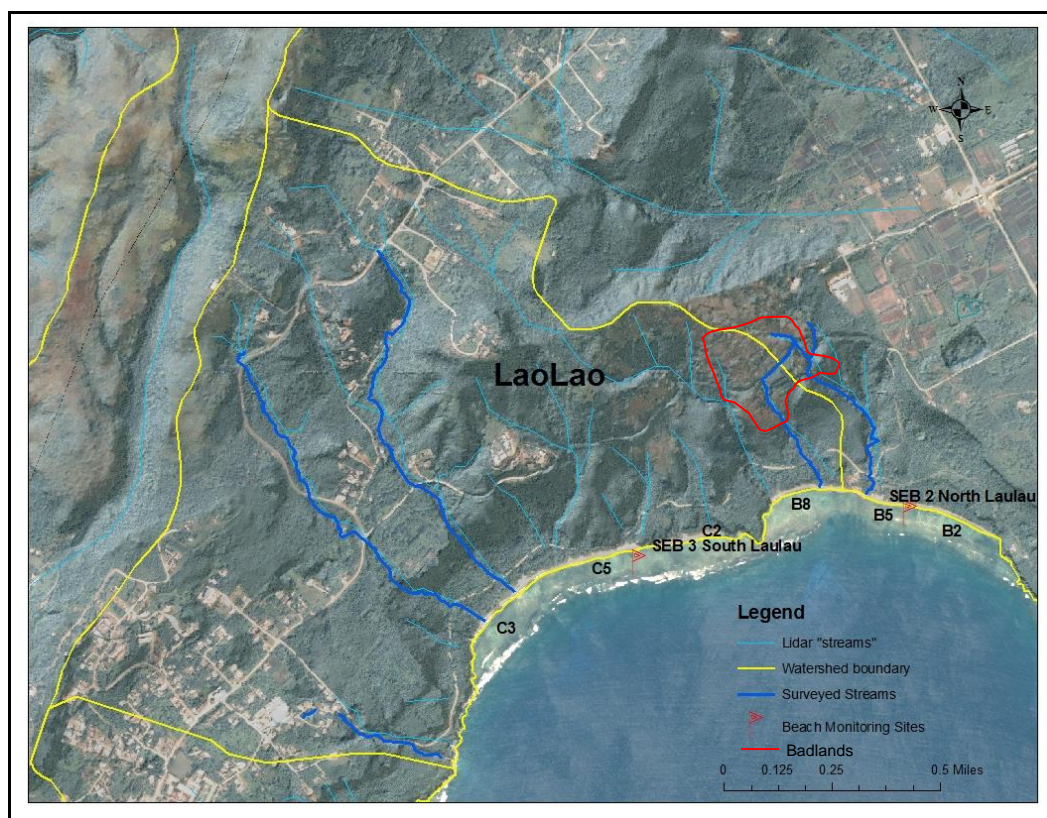 N
W E
S
LaoLao
SEB 2 North Laulau
B8
B5
B2
C2
SEB 3 South Laulau
C5
C3
Legend
Lidar "streams"
Watershed boundary
Surveyed Streams
Beach Monitoring Sites
Badlands
0 0.125 0.25 0.5 Miles